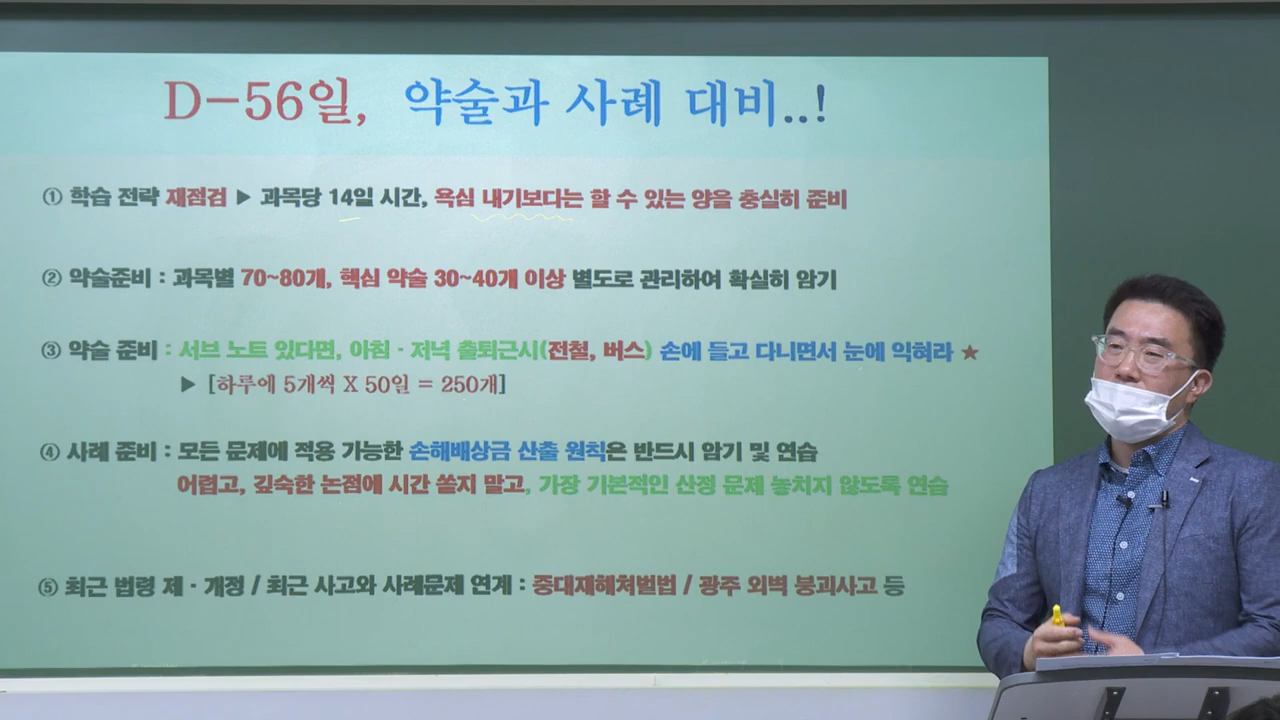 D-56일, 약술과 사례 대비..!
① 학습 전략 재점검 ▶ 과목당 14일 시간, 욕심 내기보다는 할 수 있는 양을 충실히 준비
② 약술준비 : 과목별 70~80개, 핵심 약술 30~40개 이상 별도로 관리하여 확실히 암기
③ 약술 준비 : 서브 노트 있다면, 아침 · 저녁 출퇴근시(전철, 버스) 손에 들고 다니면서 눈에 익혀라 ★
▶ [하루에 5개씩 X 50일 = 250개]
④ 사례 준비 : 모든 문제에 적용 가능한 손해배상금 산출 원칙은 반드시 암기 및 연습
어렵고, 깊숙한 논점에 시간 쏟지 말고, 가장 기본적인 산정 문제 놓치지 않도록 연습
⑤ 최근 법령 제 · 개정 / 최근 사고와 사례문제 연계 : 중대재해처벌법 / 광주 외벽 붕괴사고 등